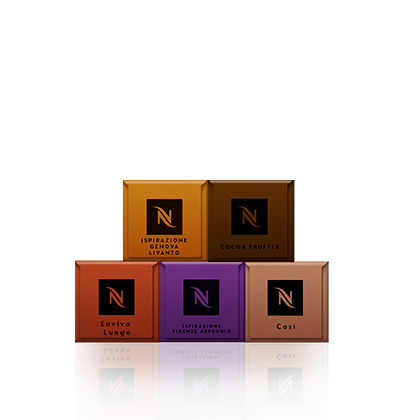 ISPIRAZIONE
GENOVA
LIVANTO
COCOA TRUFFLE
Envivo
Lungo
ISPIRAZIONE
FIRENZE ARPEGGIO
Cosi